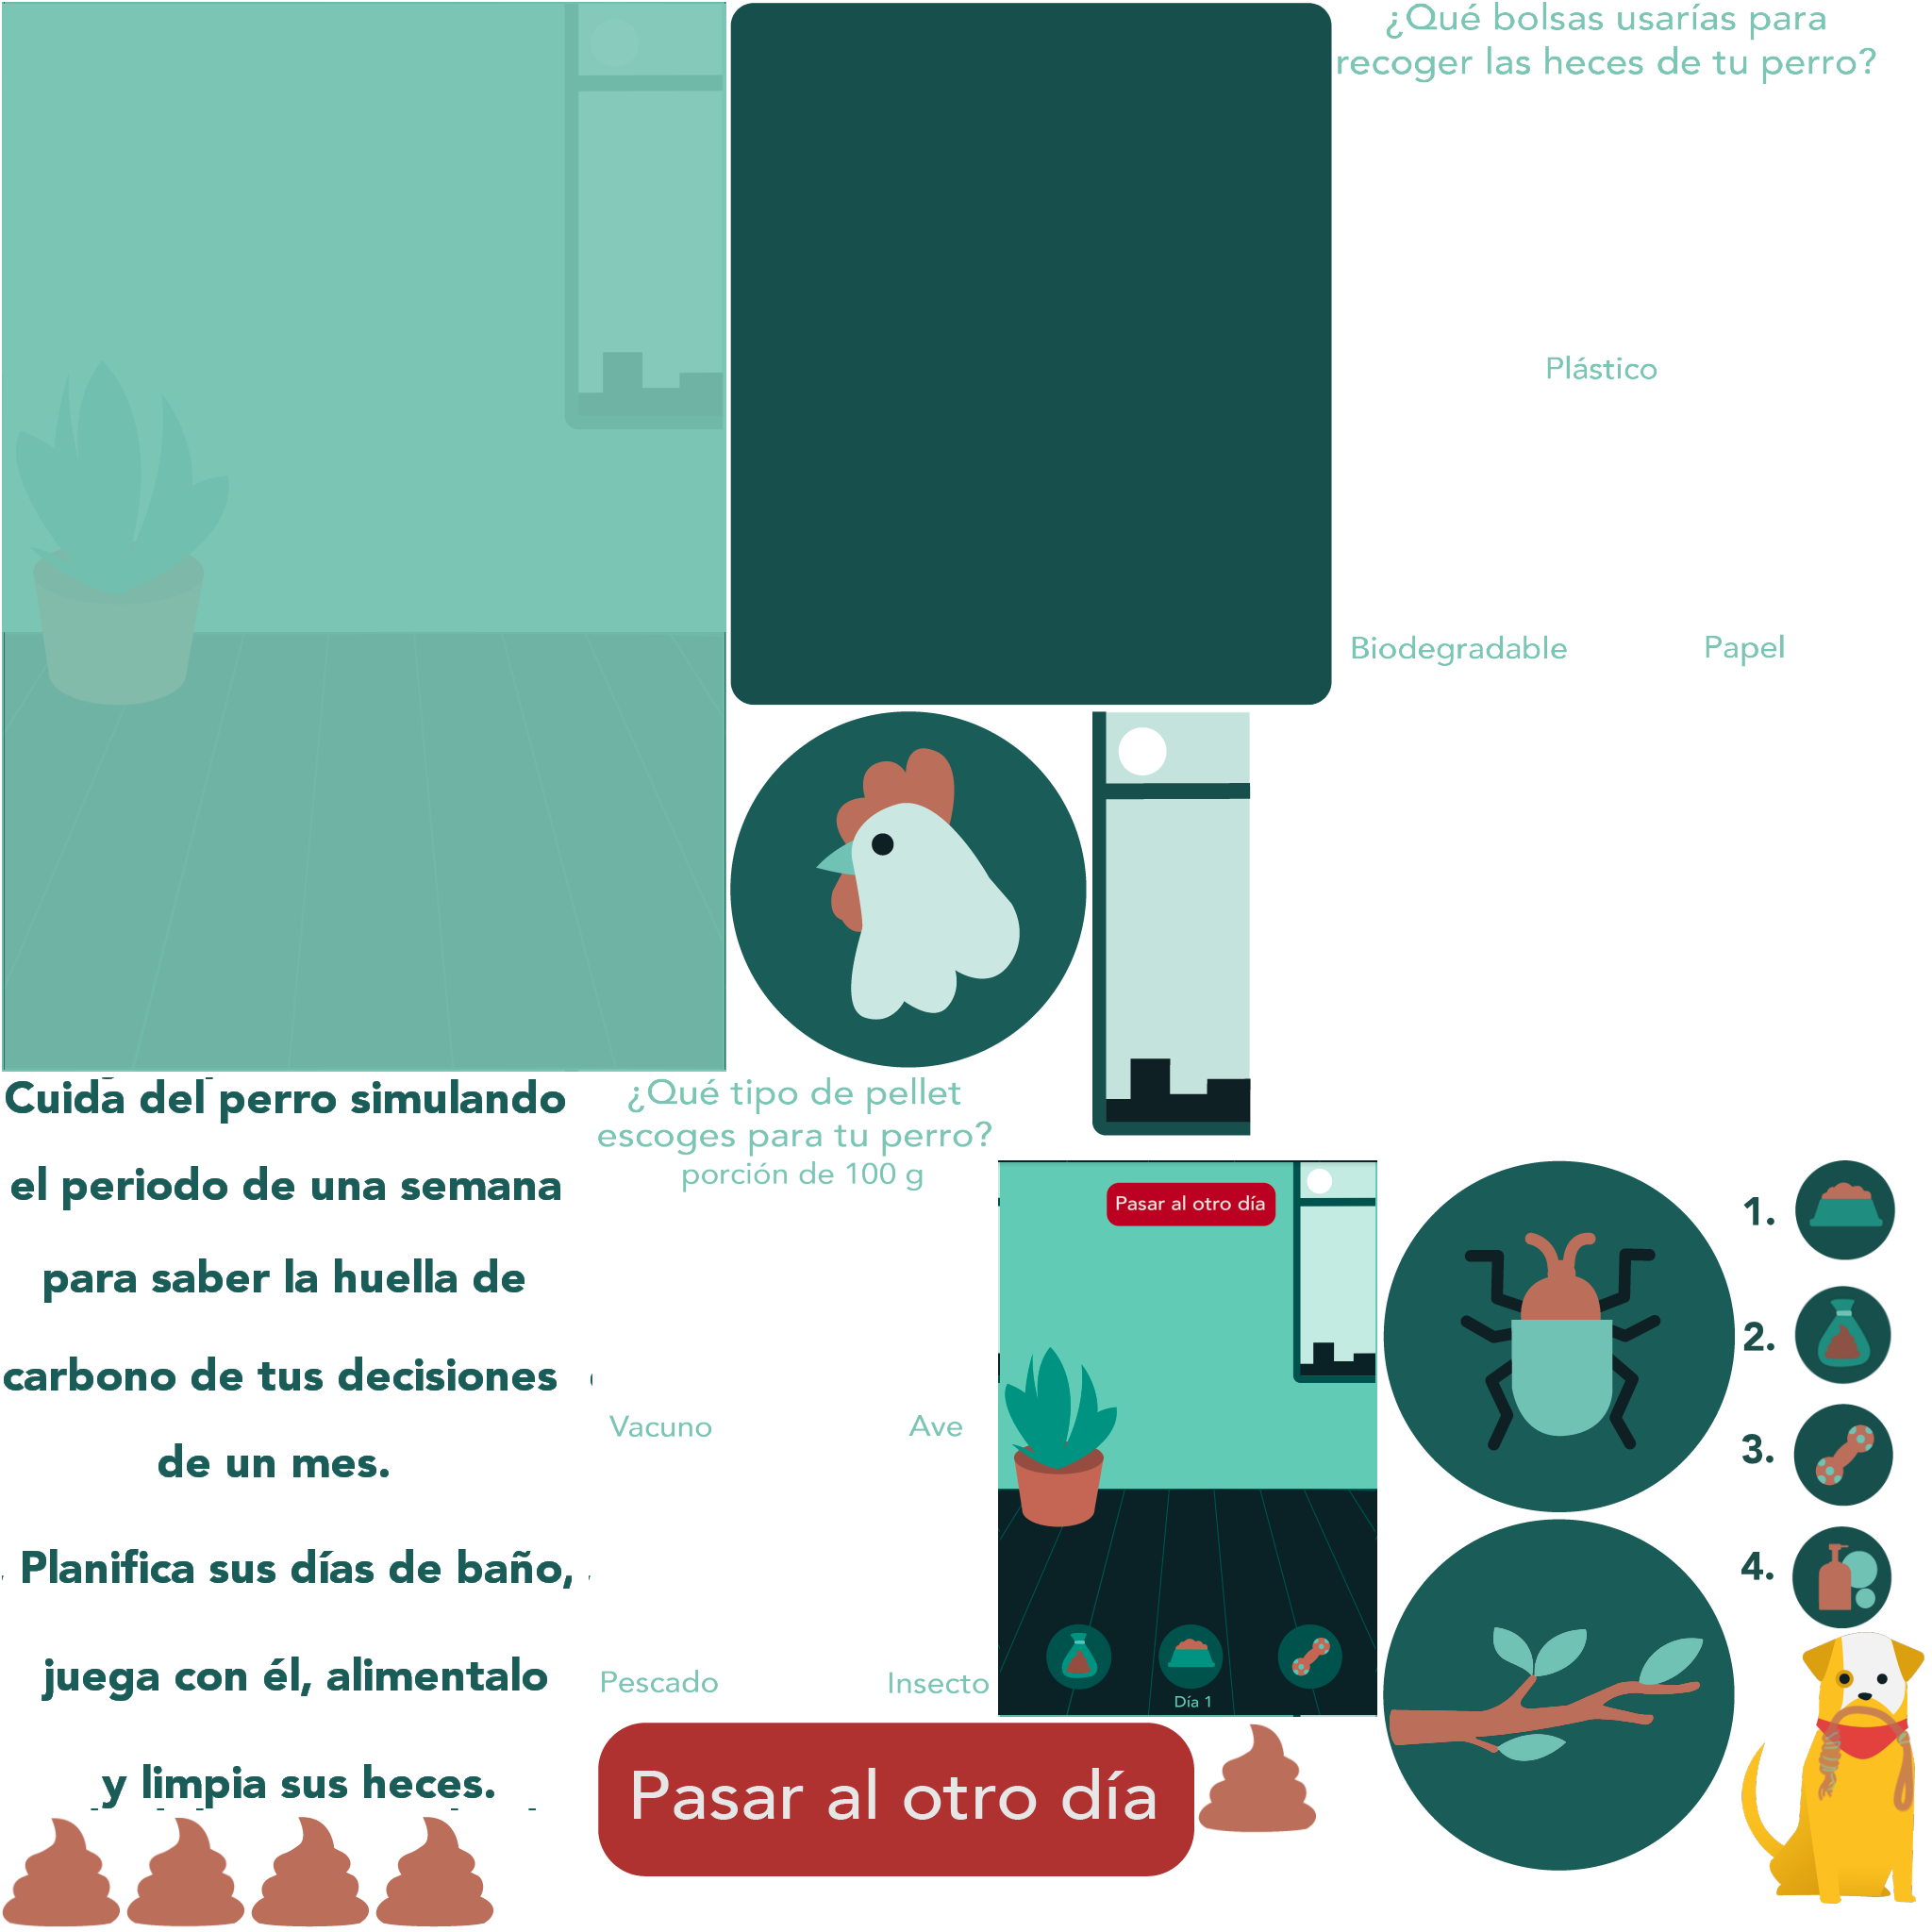 ¿Qué bolsas usarías para
recoger las heces de tu perro?
Plástico
Biodegradable
Papel
Cuida del perro simulando
el periodo de una semana
para saber la huella de
carbono de tus decisiones
de un mes.
Planifica sus días de baño,
juega con él, alimentalo
y limpia sus heces.
¿Qué tipo de pellet
escoges para tu perro?
porción de 100 g
Vacuno
Ave
Pescado
Insecto
Pasar al otro día
Día 1
1.
2.
3.
4.
Pasar al otro día